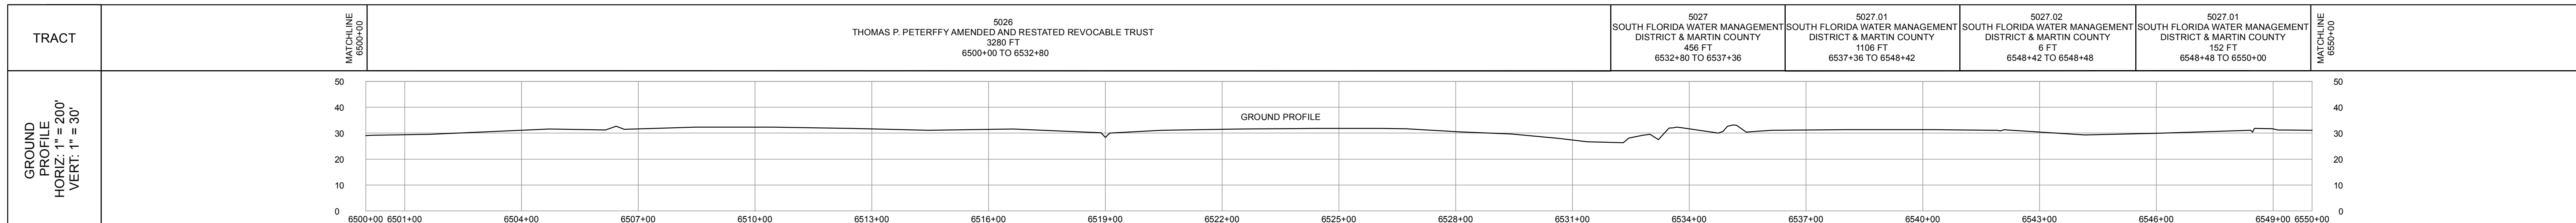 TRACT
MATCHLINE
6500+00
5026
THOMAS P. PETERFFY AMENDED AND RESTATED REVOCABLE TRUST
3280 FT
6500+00 TO 6532+80
5027
SOUTH FLORIDA WATER MANAGEMENT
DISTRICT & MARTIN COUNTY
456 FT
6532+80 TO 6537+36
5027.01
SOUTH FLORIDA WATER MANAGEMENT
DISTRICT & MARTIN COUNTY
1106 FT
6537+36 TO 6548+42
5027.02
SOUTH FLORIDA WATER MANAGEMENT
DISTRICT & MARTIN COUNTY
6 FT
6548+42 TO 6548+48
5027.01
SOUTH FLORIDA WATER MANAGEMENT
DISTRICT & MARTIN COUNTY
152 FT
6548+48 TO 6550+00
MATCHLINE
6550+00
GROUND
PROFILE
HORIZ: 1" = 200'
VERT: 1" = 30'
50
40
30
20
10
0
GROUND PROFILE
50
40
30
20
10
0
6500+00 6501+00 6504+00 6507+00 6510+00 6513+00 6516+00 6519+00 6522+00 6525+00 6528+00 6531+00 6534+00 6537+00 6540+00 6543+00 6546+00 6549+00 6550+00